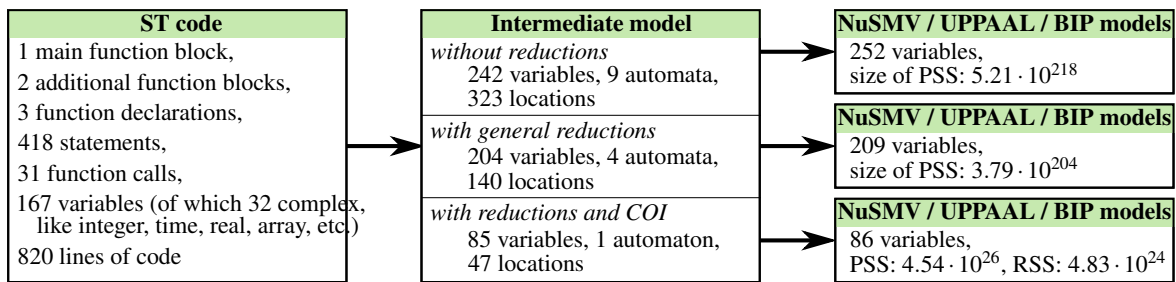 ST code
1 main function block,
2 additional function blocks,
3 function declarations,
418 statements,
31 function calls,
167 variables (of which 32 complex,
like integer, time, real, array, etc.)
820 lines of code
Intermediate model
without reductions
242 variables, 9 automata,
323 locations
with general reductions
204 variables, 4 automata,
140 locations
with reductions and COI
85 variables, 1 automaton,
47 locations
NuSMV / UPPAAL / BIP models
252 variables,
size of PSS: 5.21 · 10^218
NuSMV / UPPAAL / BIP models
209 variables,
size of PSS: 3.79 · 10^204
NuSMV / UPPAAL / BIP models
86 variables,
PSS: 4.54 · 10^26, RSS: 4.83 · 10^24